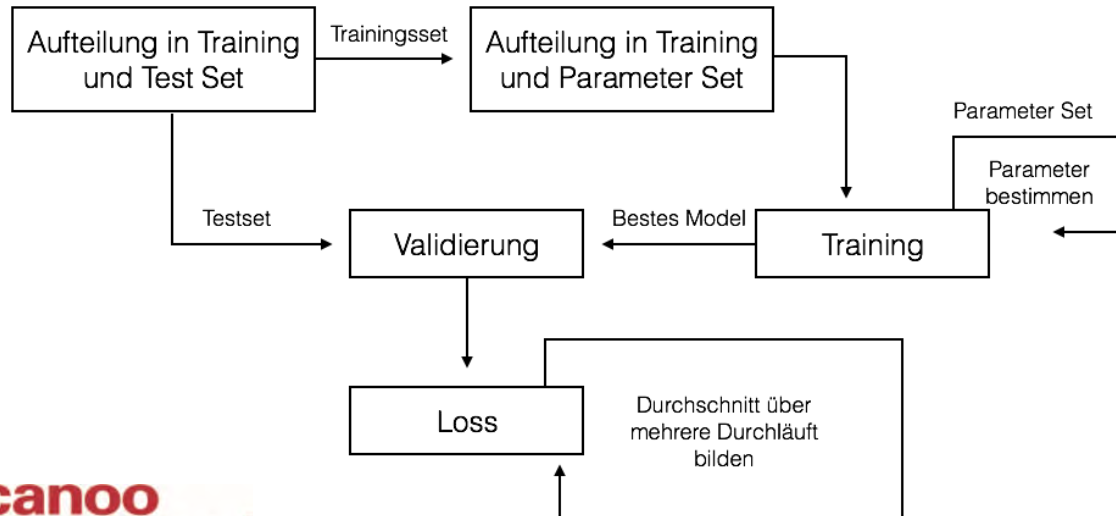 Aufteilung in Training
und Test Set
Trainingsset
Aufteilung in Training
und Parameter Set
Parameter Set
Parameter
bestimmen
Testset
Validierung
Bestes Model
Training
Loss
Durchschnitt über
mehrere Durchläuft
bilden
canoo